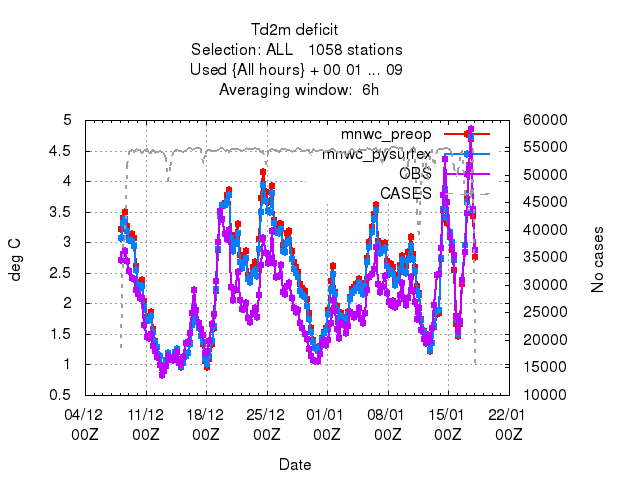 Td2m deficit
Selection: ALL   1058 stations
Used {All hours} + 00 01 ... 09
Averaging window:  6h
5
4.5
4
3.5
3
2.5
2
1.5
1
0.5
deg C
60000
55000
50000
45000
40000
35000
30000
25000
20000
15000
10000
No cases
mnwc_preop
mnwc_pysurfex
OBS
CASES
04/12 11/12 18/12 25/12 01/01 08/01 15/01 22/01
00Z 00Z 00Z 00Z 00Z 00Z 00Z 00Z
Date